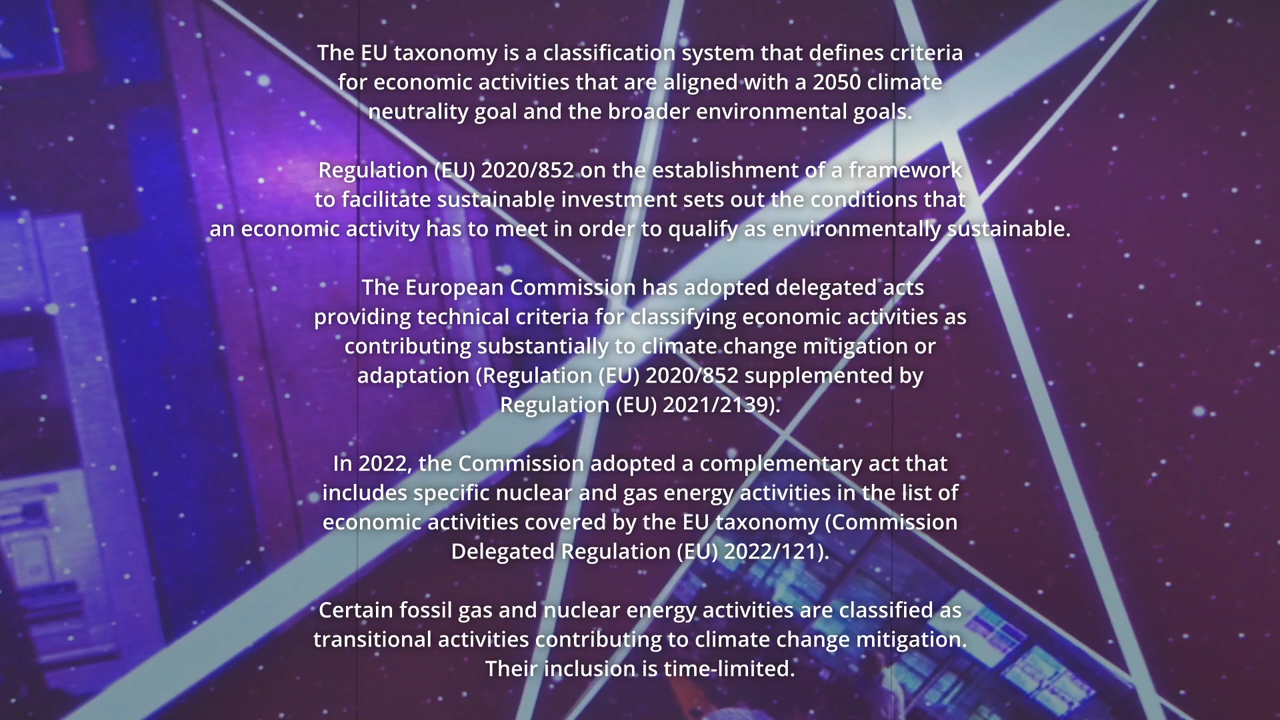 The EU taxonomy is a classification system that defines criteria
for economic activities that are aligned with a 2050 climate
neutrality goal and the broader environmental goals.
Regulation (EU) 2020/852 on the establishment of a framework
to facilitate sustainable investment sets out the conditions that
an economic activity has to meet in order to qualify as environmentally sustainable.
The European Commission has adopted delegated acts
providing technical criteria for classifying economic activities as
contributing substantially to climate change mitigation or
adaptation (Regulation (EU) 2020/852 supplemented by
Regulation (EU) 2021/2139).
In 2022, the Commission adopted a complementary act that
includes specific nuclear and gas energy activities in the list of
economic activities covered by the EU taxonomy (Commission
Delegated Regulation (EU) 2022/121).
Certain fossil gas and nuclear energy activities are classified as
transitional activities contributing to climate change mitigation.
Their inclusion is time-limited.